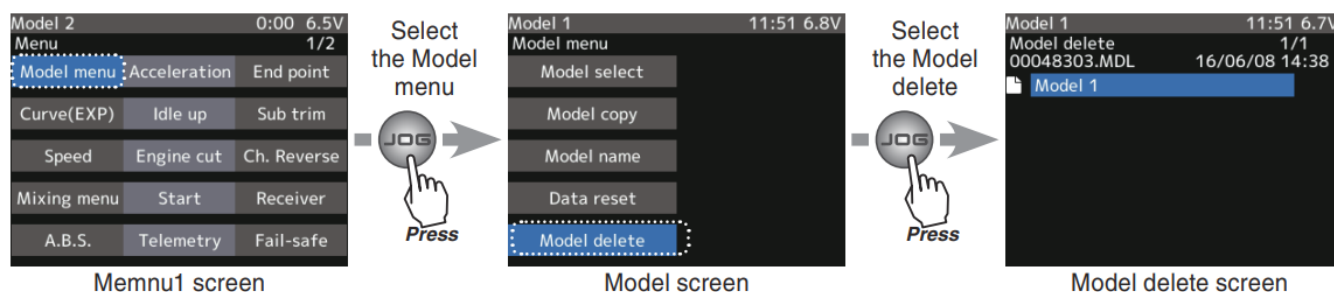 Model 2 0:00 6.5V
Menu 1/2
Model menu Acceleration End point
Curve(EXP) Idle up Sub trim
Speed Engine cut Ch. Reverse
Mixing menu Start Receiver
A.B.S. Telemetry Fail-safe
Memnu1 screen
Select
the Model
menu
JOG
Press
Model 1 11:51 6.8V
Model menu
Model select
Model copy
Model name
Data reset
Model delete
Model screen
Select
the Model
delete
JOG
Press
Model 1 11:51 6.7V
Model delete 1/1
00048303.MDL 16/06/08 14:38
Model 1
Model delete screen